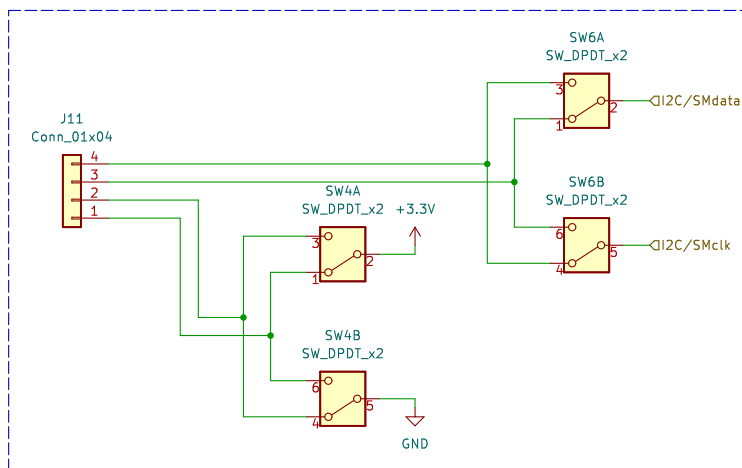 SW6A
SW_DPDT_x2
3
1
2
I2C/SMdata
J11
Conn_01x04
4
3
2
1
SW4A
SW_DPDT_x2
+3.3V
3
1
2
SW6B
SW_DPDT_x2
6
4
5
I2C/SMclk
SW4B
SW_DPDT_x2
6
4
5
GND